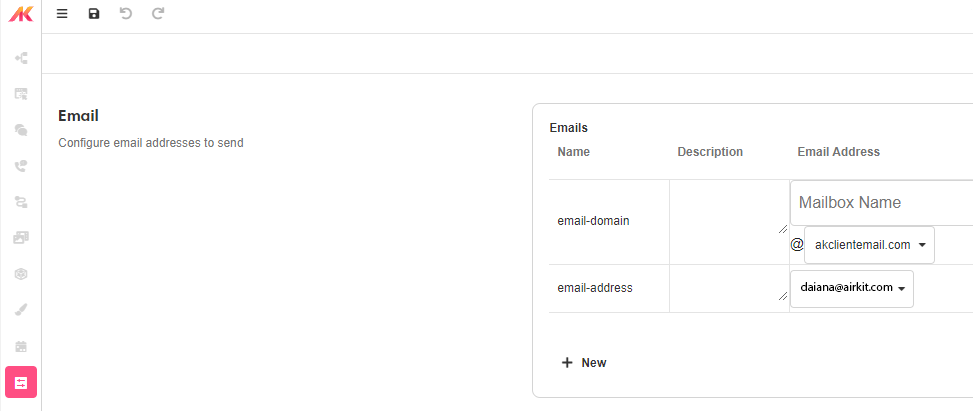 AK
Email
Configure email addresses to send
Emails
Name Description Email Address
email-domain
Mailbox Name
@ akclientemail.com
email-address daiana@airkit.com
+ New